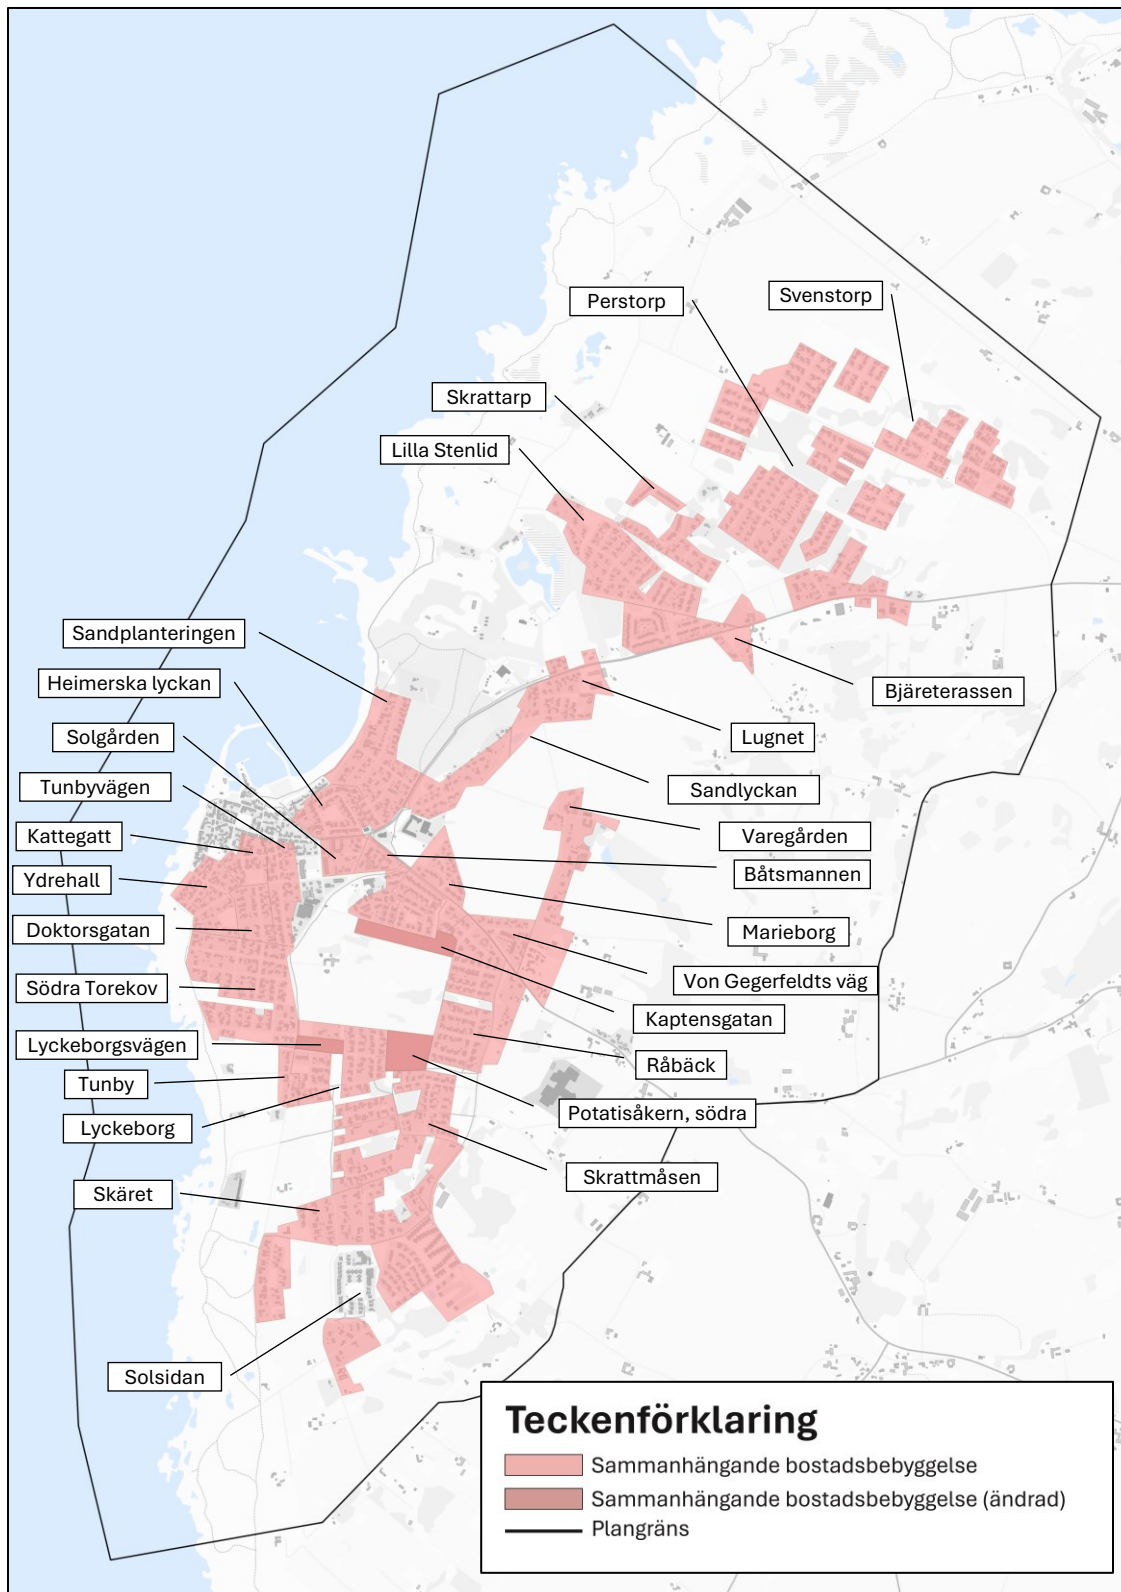 Svenstorp
Perstorp
Skrattarp
Lilla Stenlid
Sandplanteringen
Heimerska lyckan
Bjäreterassen
Solgården
Lugnet
Tunbyvägen
Sandlyckan
Kattegatt
Varegården
Ydrehall
Båtsmannen
Doktorsgatan
Marieborg
Södra Torekov
Von Gegerfeldts väg
Kaptensgatan
Lyckeborgsvägen
Råbäck
Tunby
Potatisåkern, södra
Lyckeborg
Skrattmåsen
Skäret
Solsidan
Teckenförklaring
Sammanhängande bostadsbebyggelse
Sammanhängande bostadsbebyggelse (ändrad)
Plangräns